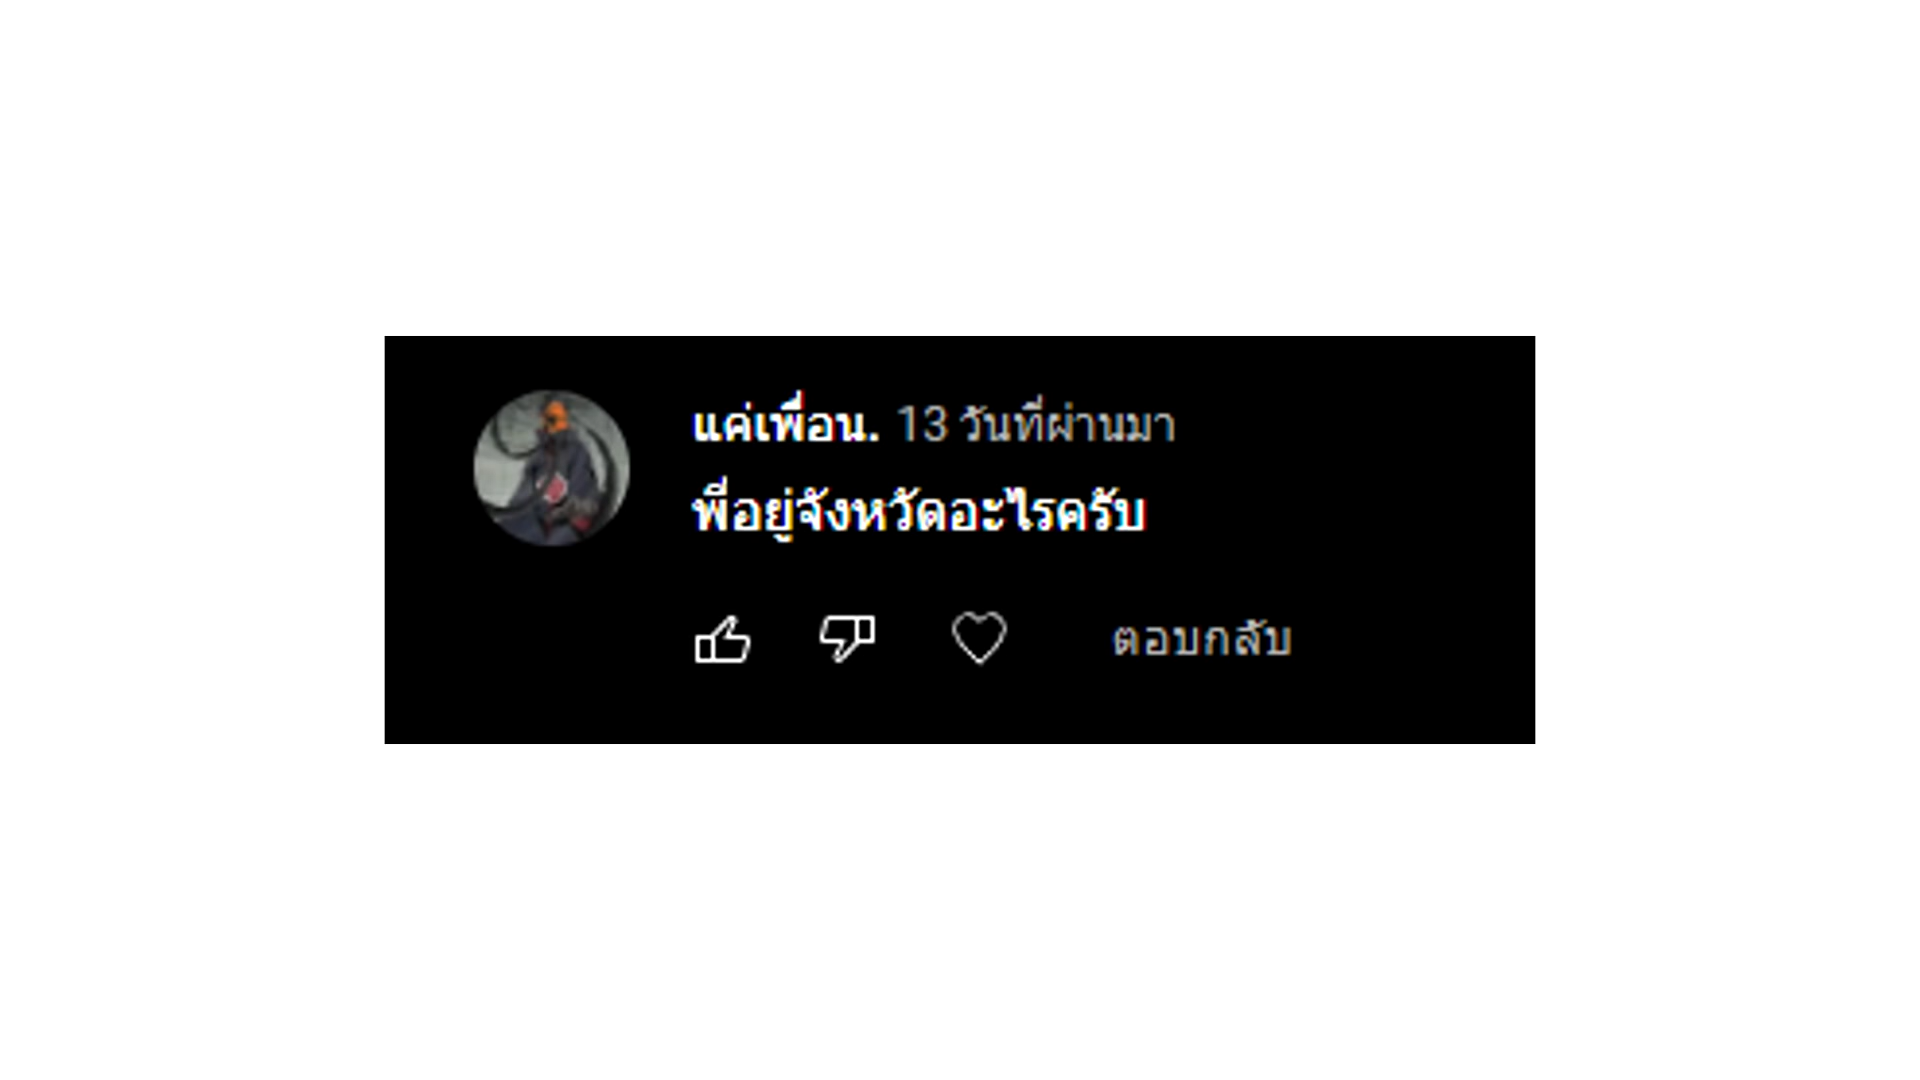 แค่เพื่อน. 13 วันที่ผ่านมา
พี่อยู่จังหวัดอะไรครับ
ตอบกลับ